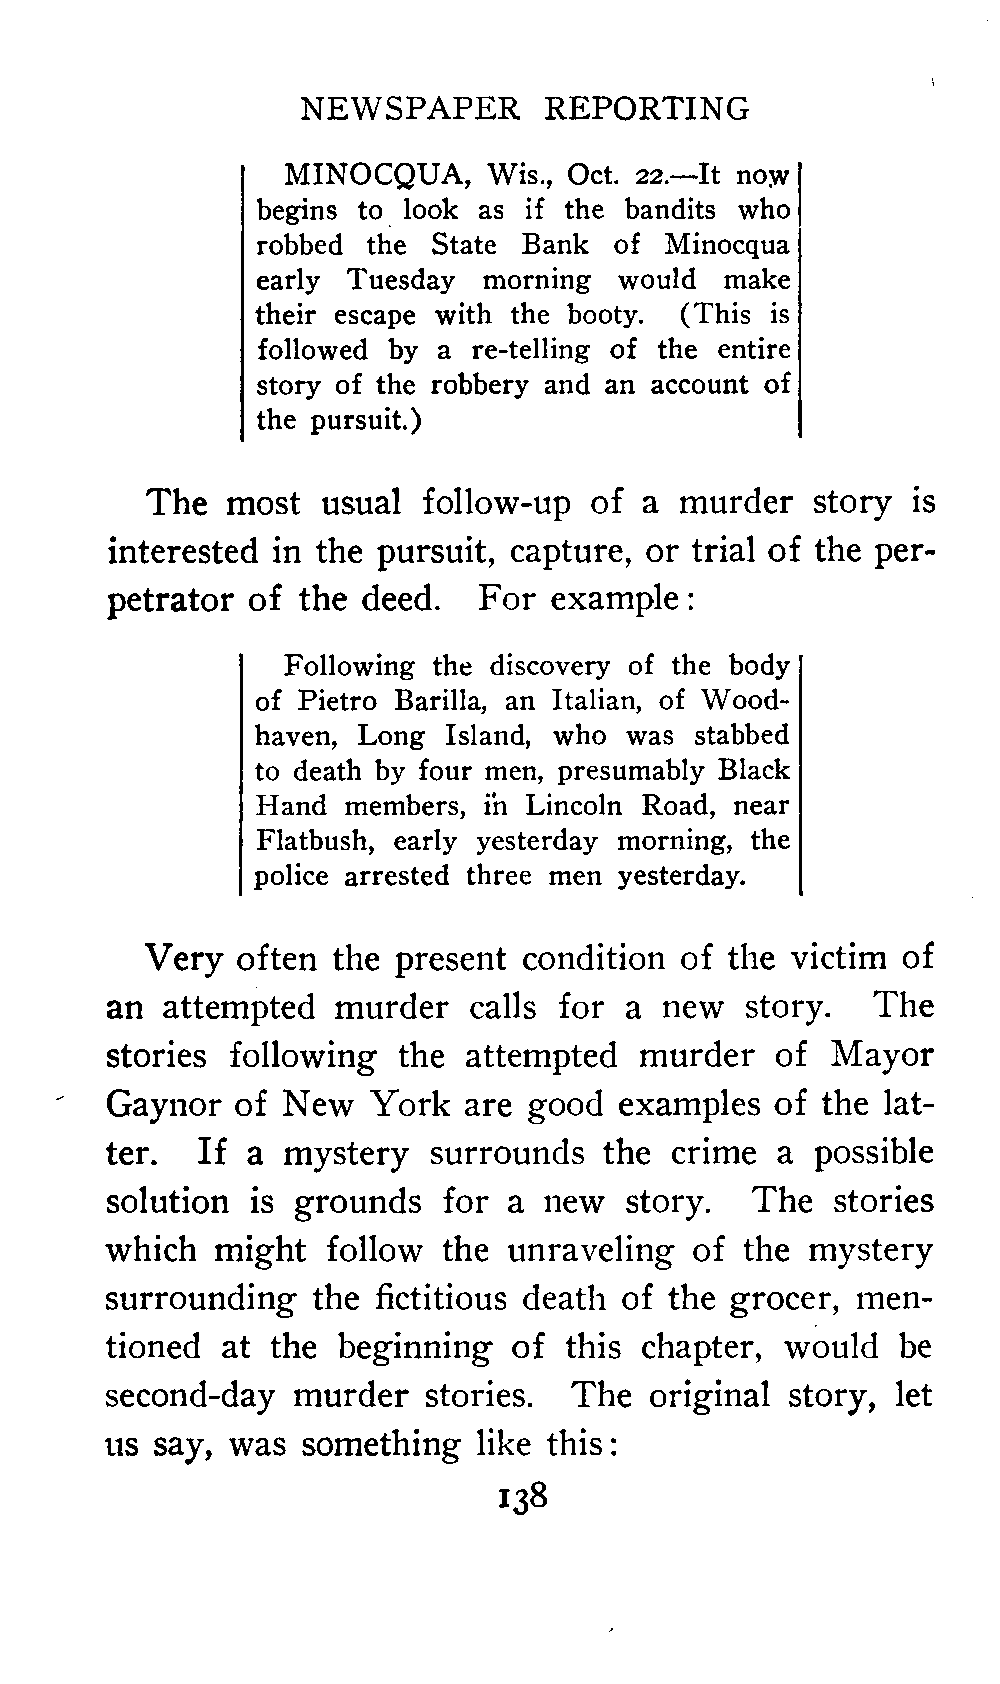 NEWSPAPER REPORTING
MINOCQUA, Wis., Oct. 22.—It now
begins to look as if the bandits who
robbed the State Bank of Minocqua
early Tuesday morning would make
their escape with the booty. (This is
followed by a re-telling of the entire
story of the robbery and an account of
the pursuit.)
The most usual follow-up of a murder story is
interested in the pursuit, capture, or trial of the per-
petrator of the deed. For example:
Following the discovery of the body
of Pietro Barilla, an Italian, of Wood-
haven, Long Island, who was stabbed
to death by four men, presumably Black
Hand members, in Lincoln Road, near
Flatbush, early yesterday morning, the
police arrested three men yesterday.
Very often the present condition of the victim of
an attempted murder calls for a new story. The
stories following the attempted murder of Mayor
Gaynor of New York are good examples of the lat-
ter. If a mystery surrounds the crime a possible
solution is grounds for a new story. The stories
which might follow the unraveling of the mystery
surrounding the fictitious death of the grocer, men-
tioned at the beginning of this chapter, would be
second-day murder stories. The original story, let
us say, was something like this:
138